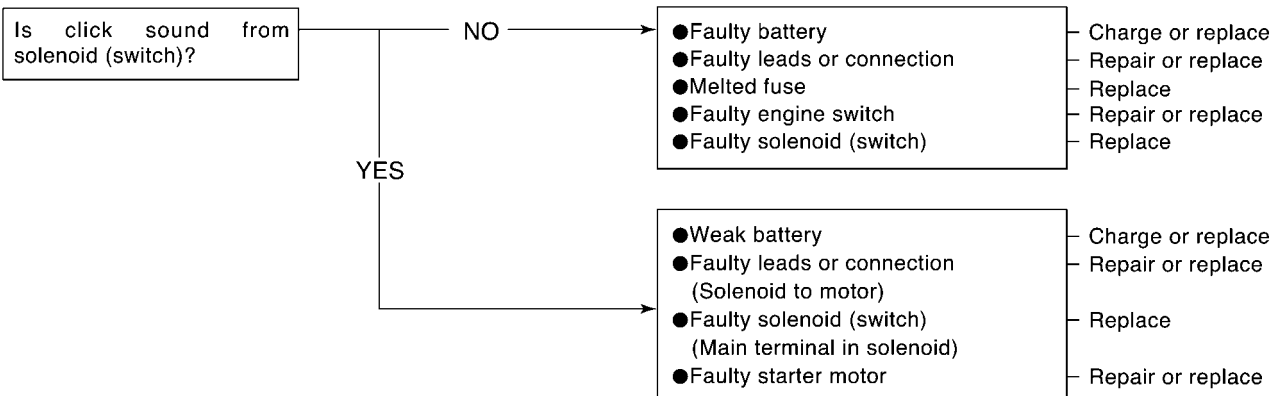 Is click sound from
solenoid (switch)?
NO
●Faulty battery Charge or replace
●Faulty leads or connection Repair or replace
●Melted fuse Replace
●Faulty engine switch Repair or replace
●Faulty solenoid (switch) Replace
YES
●Weak battery Charge or replace
●Faulty leads or connection Repair or replace
(Solenoid to motor)
●Faulty solenoid (switch) Replace
(Main terminal in solenoid)
●Faulty starter motor Repair or replace